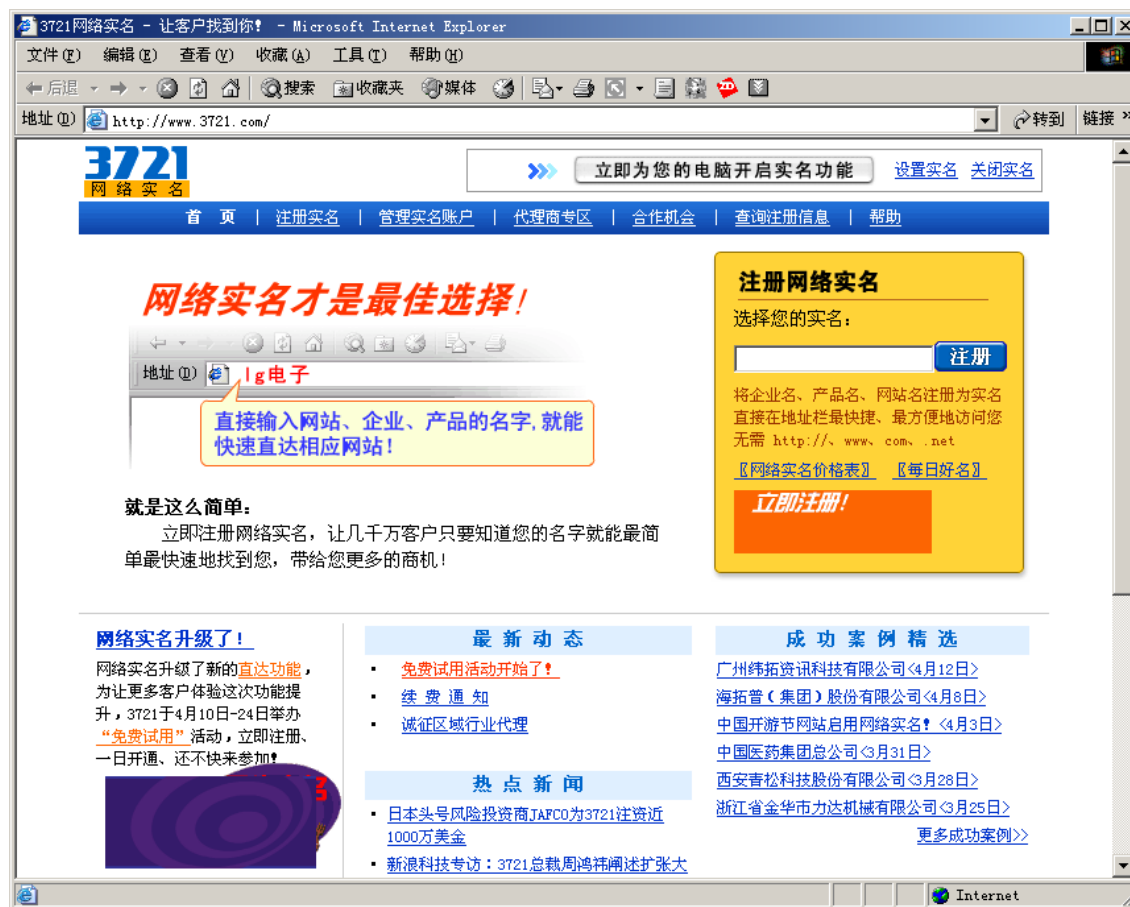 3721网络实名 - 让客户找到你! - Microsoft Internet Explorer
文件(F) 编辑(E) 查看(V) 收藏(A) 工具(T) 帮助(H)
后退 搜索 收藏夹 媒体
地址(D) http://www.3721.com/ 转到 链接 »
3721
网络实名
立即为您的电脑开启实名功能 设置实名 关闭实名
首 页 | 注册实名 | 管理实名账户 | 代理商专区 | 合作机会 | 查询注册信息 | 帮助
网络实名才是最佳选择!
地址(D) lg电子
直接输入网站、企业、产品的名字,就能
快速直达相应网站!
就是这么简单:
立即注册网络实名,让几千万客户只要知道您的名字就能最简
单最快速地找到您,带给您更多的商机!
注册网络实名
选择您的实名:
注册
将企业名、产品名、网站名注册为实名
直接在地址栏最快捷、最方便地访问您
无需 http://、www、com、.net
〖网络实名价格表〗 〖每日好名〗
立即注册!
网络实名升级了!
网络实名升级了新的直达功能,
为让更多客户体验这次功能提
升,3721于4月10日-24日举办
“免费试用”活动,立即注册、
一日开通、还不快来参加!
最 新 动 态
免费试用活动开始了!
续 费 通 知
诚征区域行业代理
热 点 新 闻
日本头号风险投资商JAFCO为3721注资近
1000万美金
新浪科技专访:3721总裁周鸿祎阐述扩张大
成 功 案 例 精 选
广州纬拓资讯科技有限公司<4月12日>
海拓普(集团)股份有限公司<4月8日>
中国开游节网站启用网络实名! <4月3日>
中国医药集团总公司<3月31日>
西安青松科技股份有限公司<3月28日>
浙江省金华市力达机械有限公司<3月25日>
更多成功案例>>
Internet